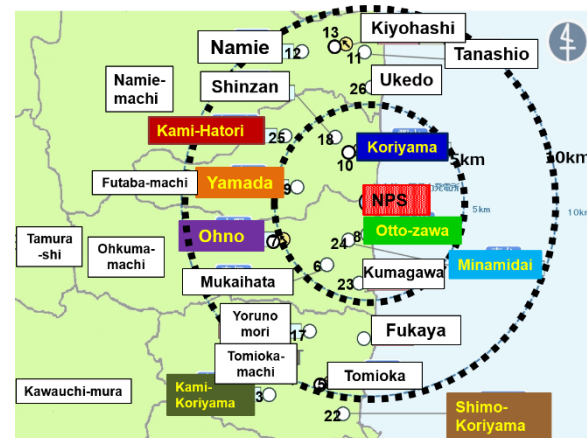 Kiyohashi
13
Namie
12
11
Tanashio
Namie-
machi
Shinzan
26
Ukedo
Kami-Hatori
25
18
Koriyama
10
5km
10km
Futaba-machi
Yamada
9
NPS
5km
10km
Tamura
-shi
Ohkuma-
machi
Ohno
7
24
8
Otto-zawa
Minamidai
Mukaihata
6
23
Kumagawa
Yoruno
mori
17
Fukaya
Tomioka-
machi
Kawauchi-mura
Kami-
Koriyama
3
5
Tomioka
22
Shimo-
Koriyama